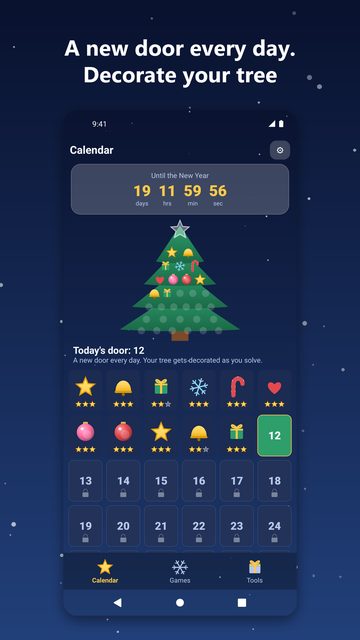 A new door every day.
Decorate your tree
9:41
Calendar
Until the New Year
19 11 59 56
days hrs min sec
Today's door: 12
A new door every day. Your tree gets decorated as you solve.
12
13 14 15 16 17 18
19 20 21 22 23 24
Calendar Games Tools